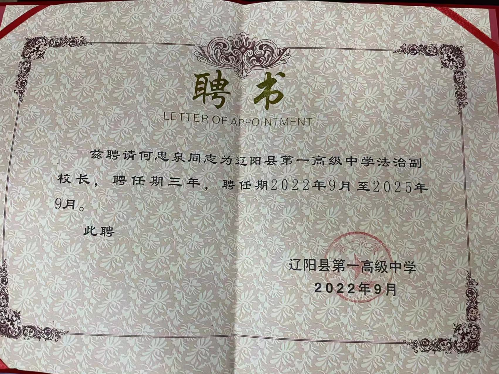 聘书
LETTER OF APPOINTMENT
兹聘请何忠泉同志为辽阳县第一高级中学法治副
校长，聘任期三年，聘任期2022年9月至2025年
9月。
此聘
辽阳县第一高级中学
2022年9月